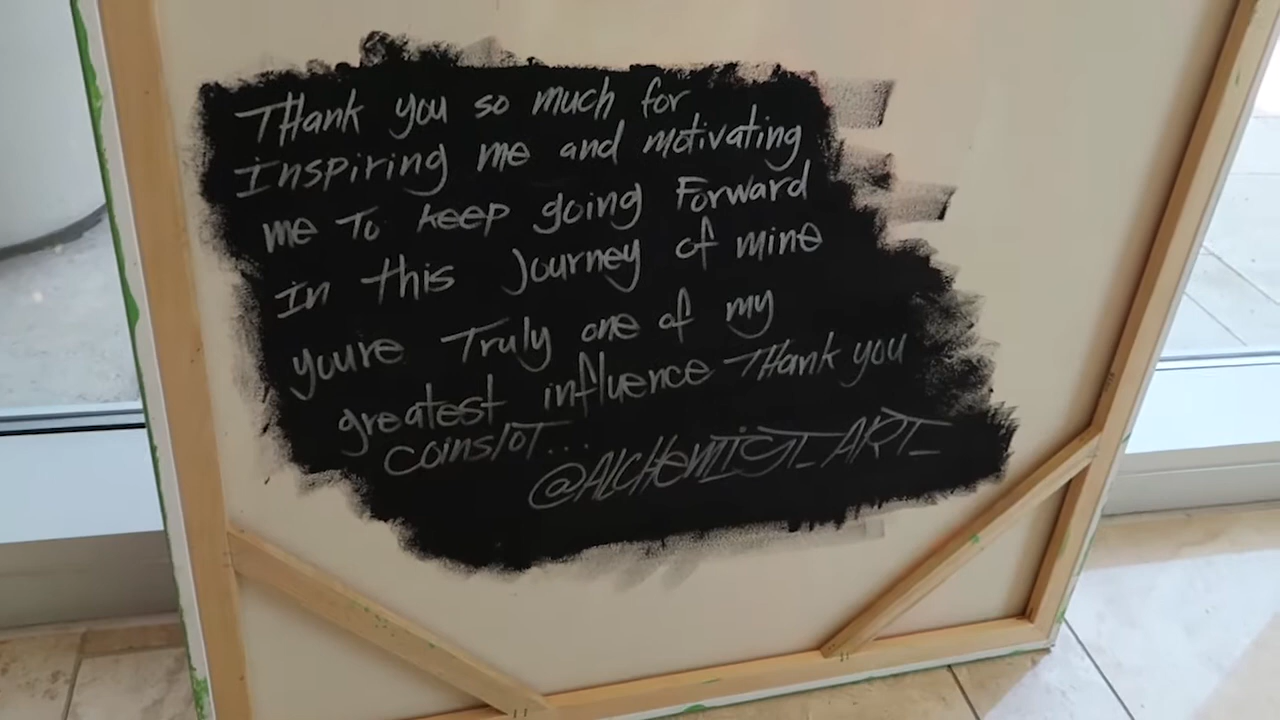 THank you so much for
Inspiring me and motivating
me To keep going Forward
In this Journey of mine
youre Truly one of my
greatest influence THank you
coinslot...
@ALCHEMIST_ART_